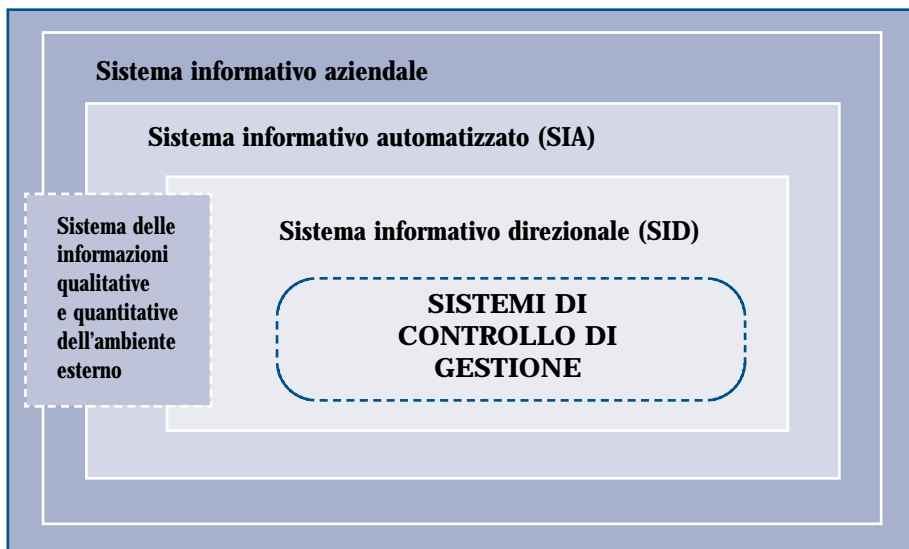 Sistema informativo aziendale
Sistema informativo automatizzato (SIA)
Sistema delle
informazioni
qualitative
e quantitative
dell'ambiente
esterno
Sistema informativo direzionale (SID)
SISTEMI DI
CONTROLLO DI
GESTIONE